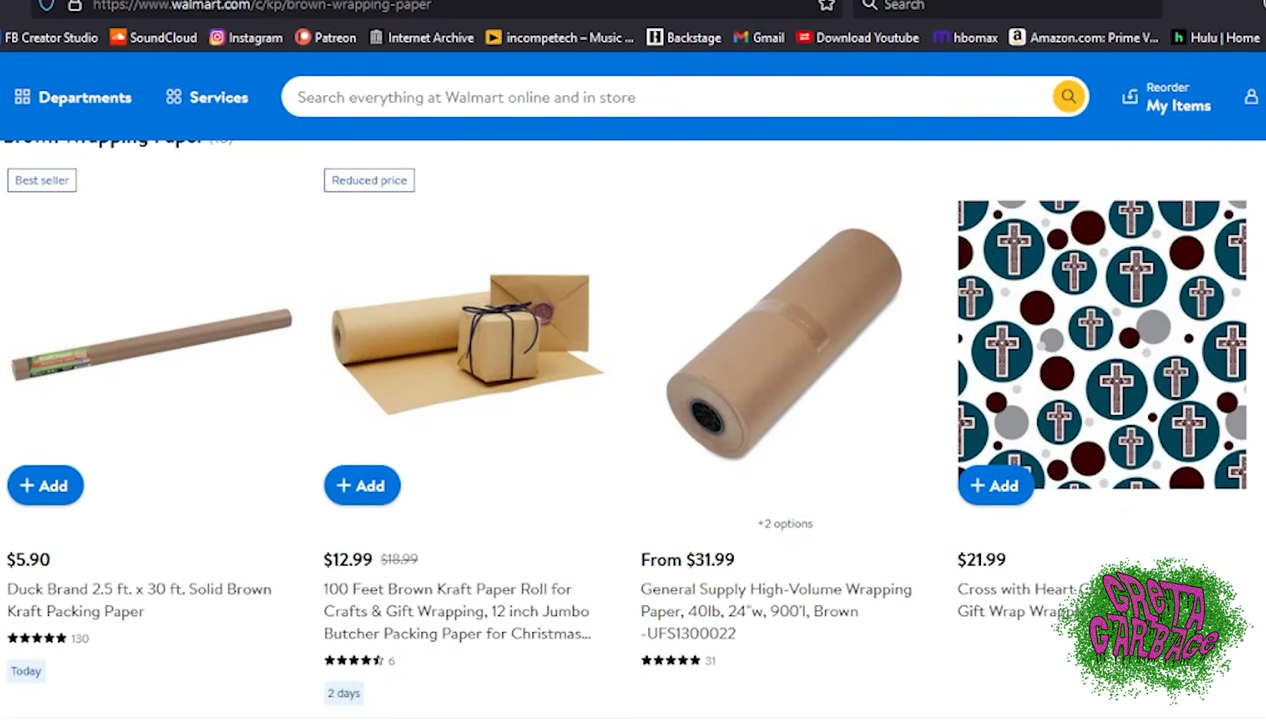 https://www.walmart.com/c/kp/brown-wrapping-paper
Search
FB Creator Studio
SoundCloud
Instagram
Patreon
Internet Archive
incompetech – Music ...
Backstage
Gmail
Download Youtube
hbomax
Amazon.com: Prime V...
Hulu | Home
Departments
Services
Search everything at Walmart online and in store
Reorder
My Items
Brown Wrapping Paper
Best seller
Reduced price
+ Add
+ Add
+ Add
+2 options
$5.90
Duck Brand 2.5 ft. x 30 ft. Solid Brown
Kraft Packing Paper
130
Today
$12.99 $18.99
100 Feet Brown Kraft Paper Roll for
Crafts & Gift Wrapping, 12 inch Jumbo
Butcher Packing Paper for Christmas...
6
2 days
From $31.99
General Supply High-Volume Wrapping
Paper, 40lb, 24"w, 900'l, Brown
-UFS1300022
31
$21.99
Cross with Heart
Gift Wrap
GRETA
GARBAGE